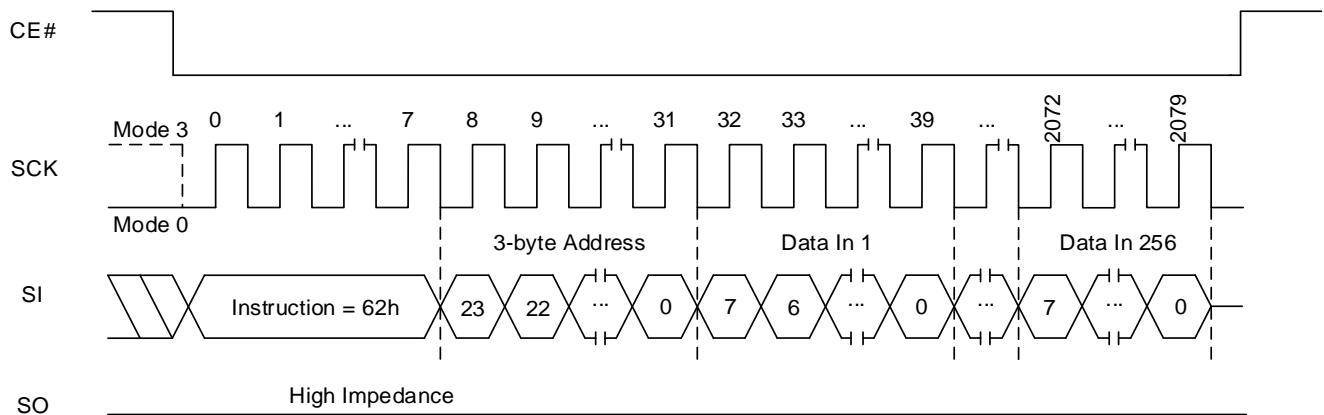 CE#
Mode 3
0 1 ... 7 8 9 ... 31 32 33 ... 39 ... 2072 ... 2079
SCK
Mode 0
3-byte Address Data In 1 Data In 256
SI
Instruction = 62h 23 22 ... 0 7 6 ... 0 ... 7 ... 0
High Impedance
SO